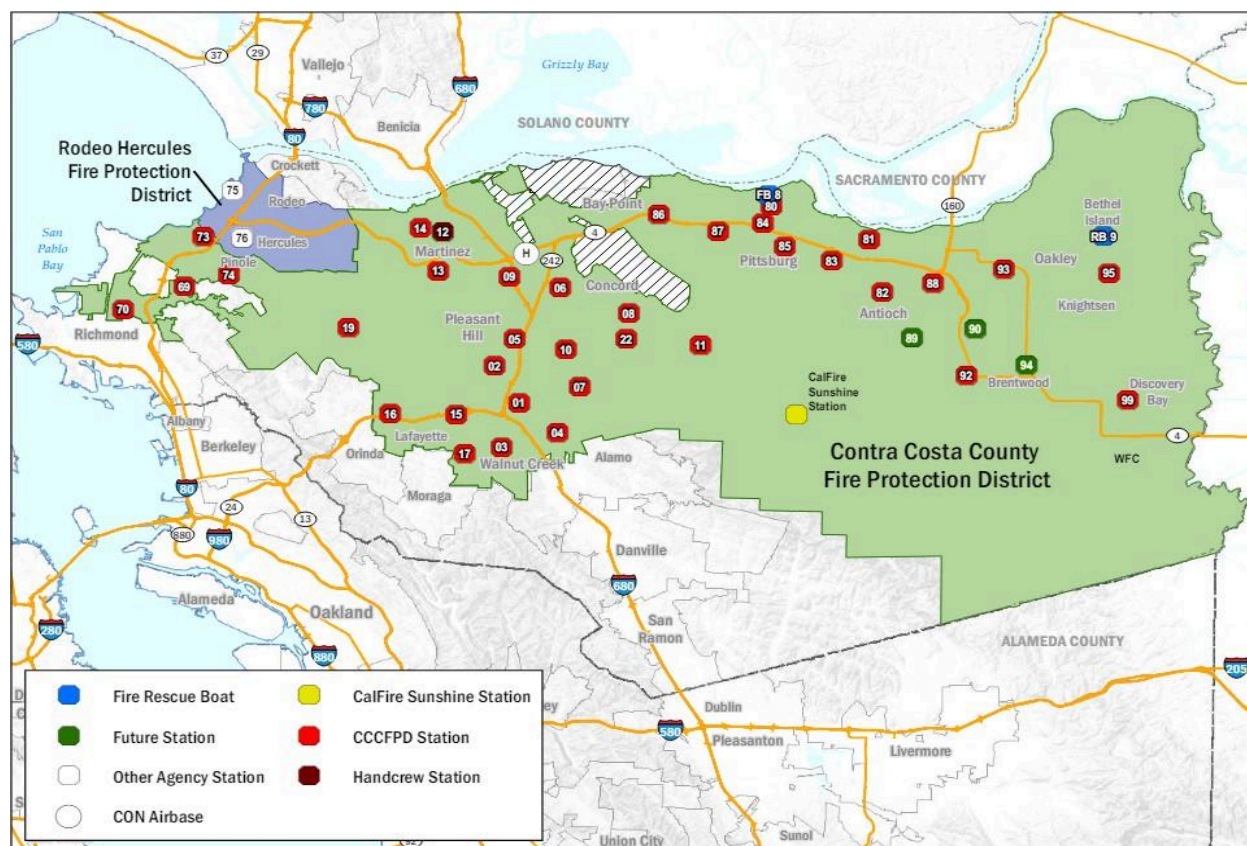 37
29
Vallejo
Grizzly Bay
680
780
Benicia
SOLANO COUNTY
80
Rodeo Hercules
Fire Protection
District
Crockett
75
Rodeo
SACRAMENTO COUNTY
160
Bay Point
FB 8
80
Bethel
Island
RB 9
San
Pablo
Bay
73
76
Hercules
14
12
Martinez
13
H
4
242
86
87
84
85
Pittsburg
83
81
Oakley
93
95
Knightsen
Pinole
74
69
70
Richmond
09
06
Concord
08
22
82
88
Antioch
89
90
580
19
Pleasant
Hill
05
02
10
11
07
94
92
Brentwood
CalFire
Sunshine
Station
Discovery
Bay
99
4
WFC
Albany
Berkeley
16
15
01
Lafayette
Orinda
17
03
04
Walnut Creek
Alamo
Moraga
Contra Costa County
Fire Protection District
80
24
13
880
980
Danville
680
Alameda
Oakland
280
880
San
Ramon
ALAMEDA COUNTY
205
Dublin
580
Pleasanton
Livermore
Union City
Sunol
92
Fire Rescue Boat
CalFire Sunshine Station
Future Station
CCCFPD Station
Other Agency Station
Handcrew Station
CON Airbase